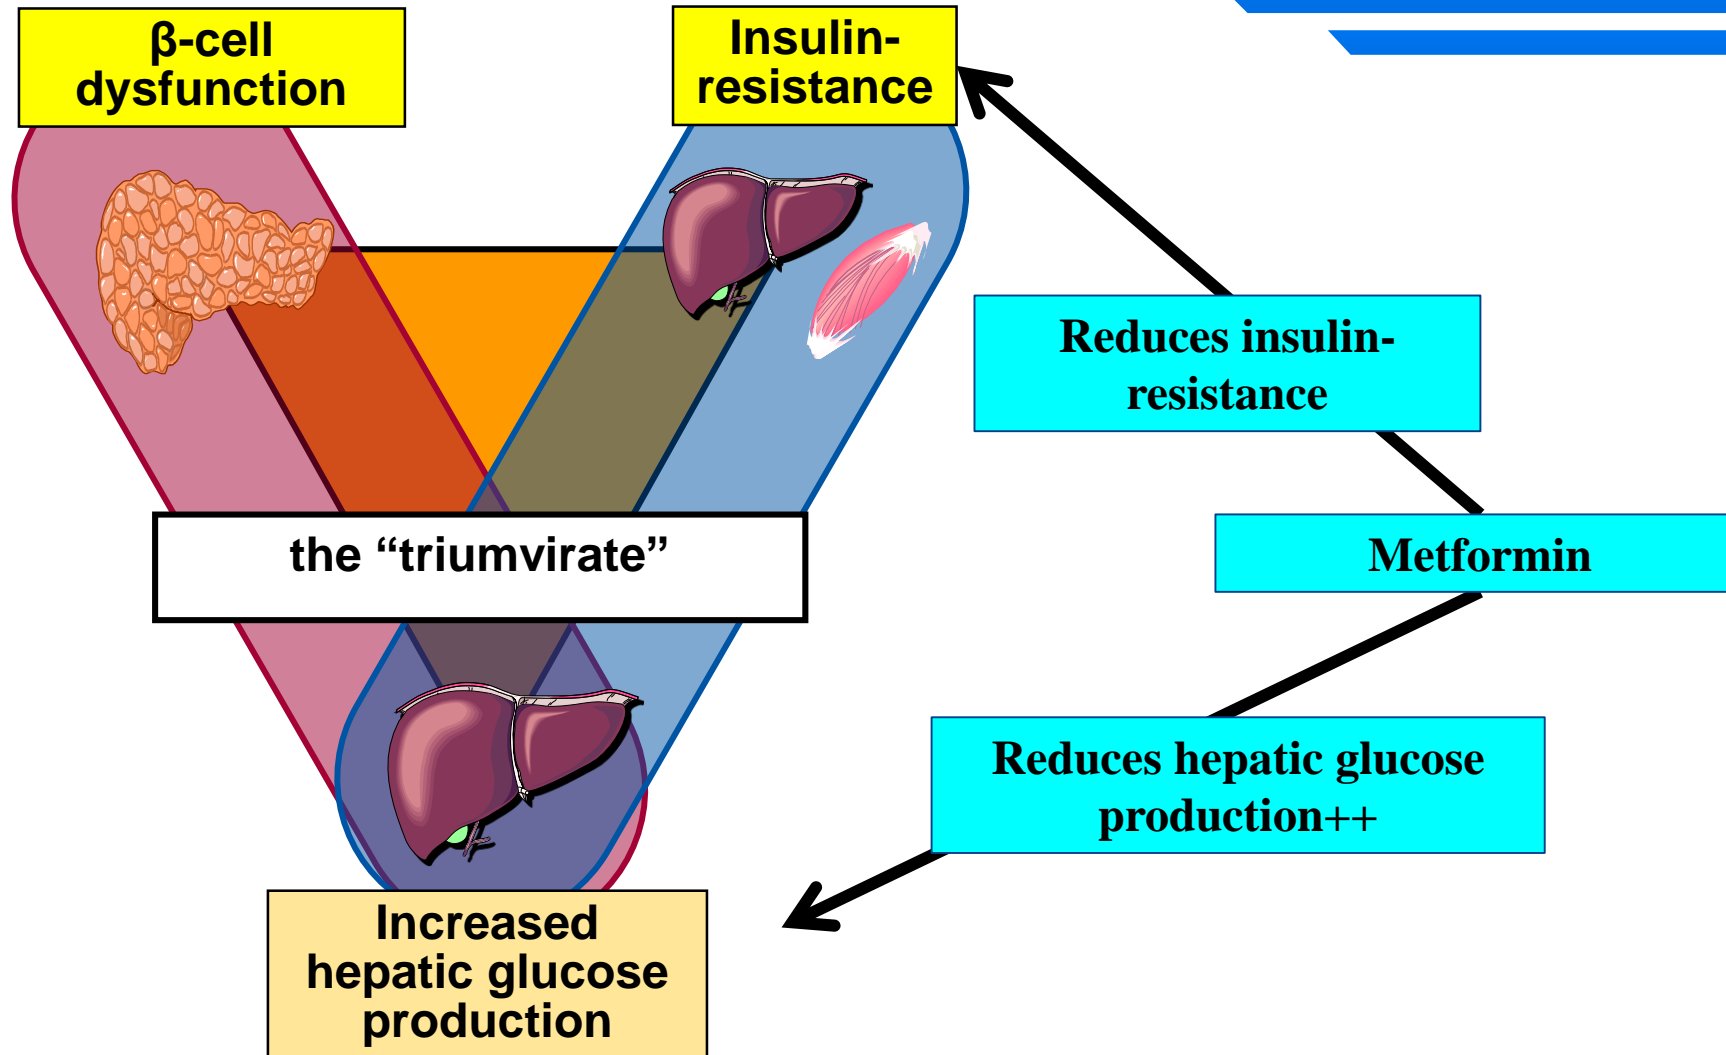 β-cell
dysfunction
Insulin-
resistance
Reduces insulin-
resistance
the “triumvirate”
Metformin
Reduces hepatic glucose
production++
Increased
hepatic glucose
production